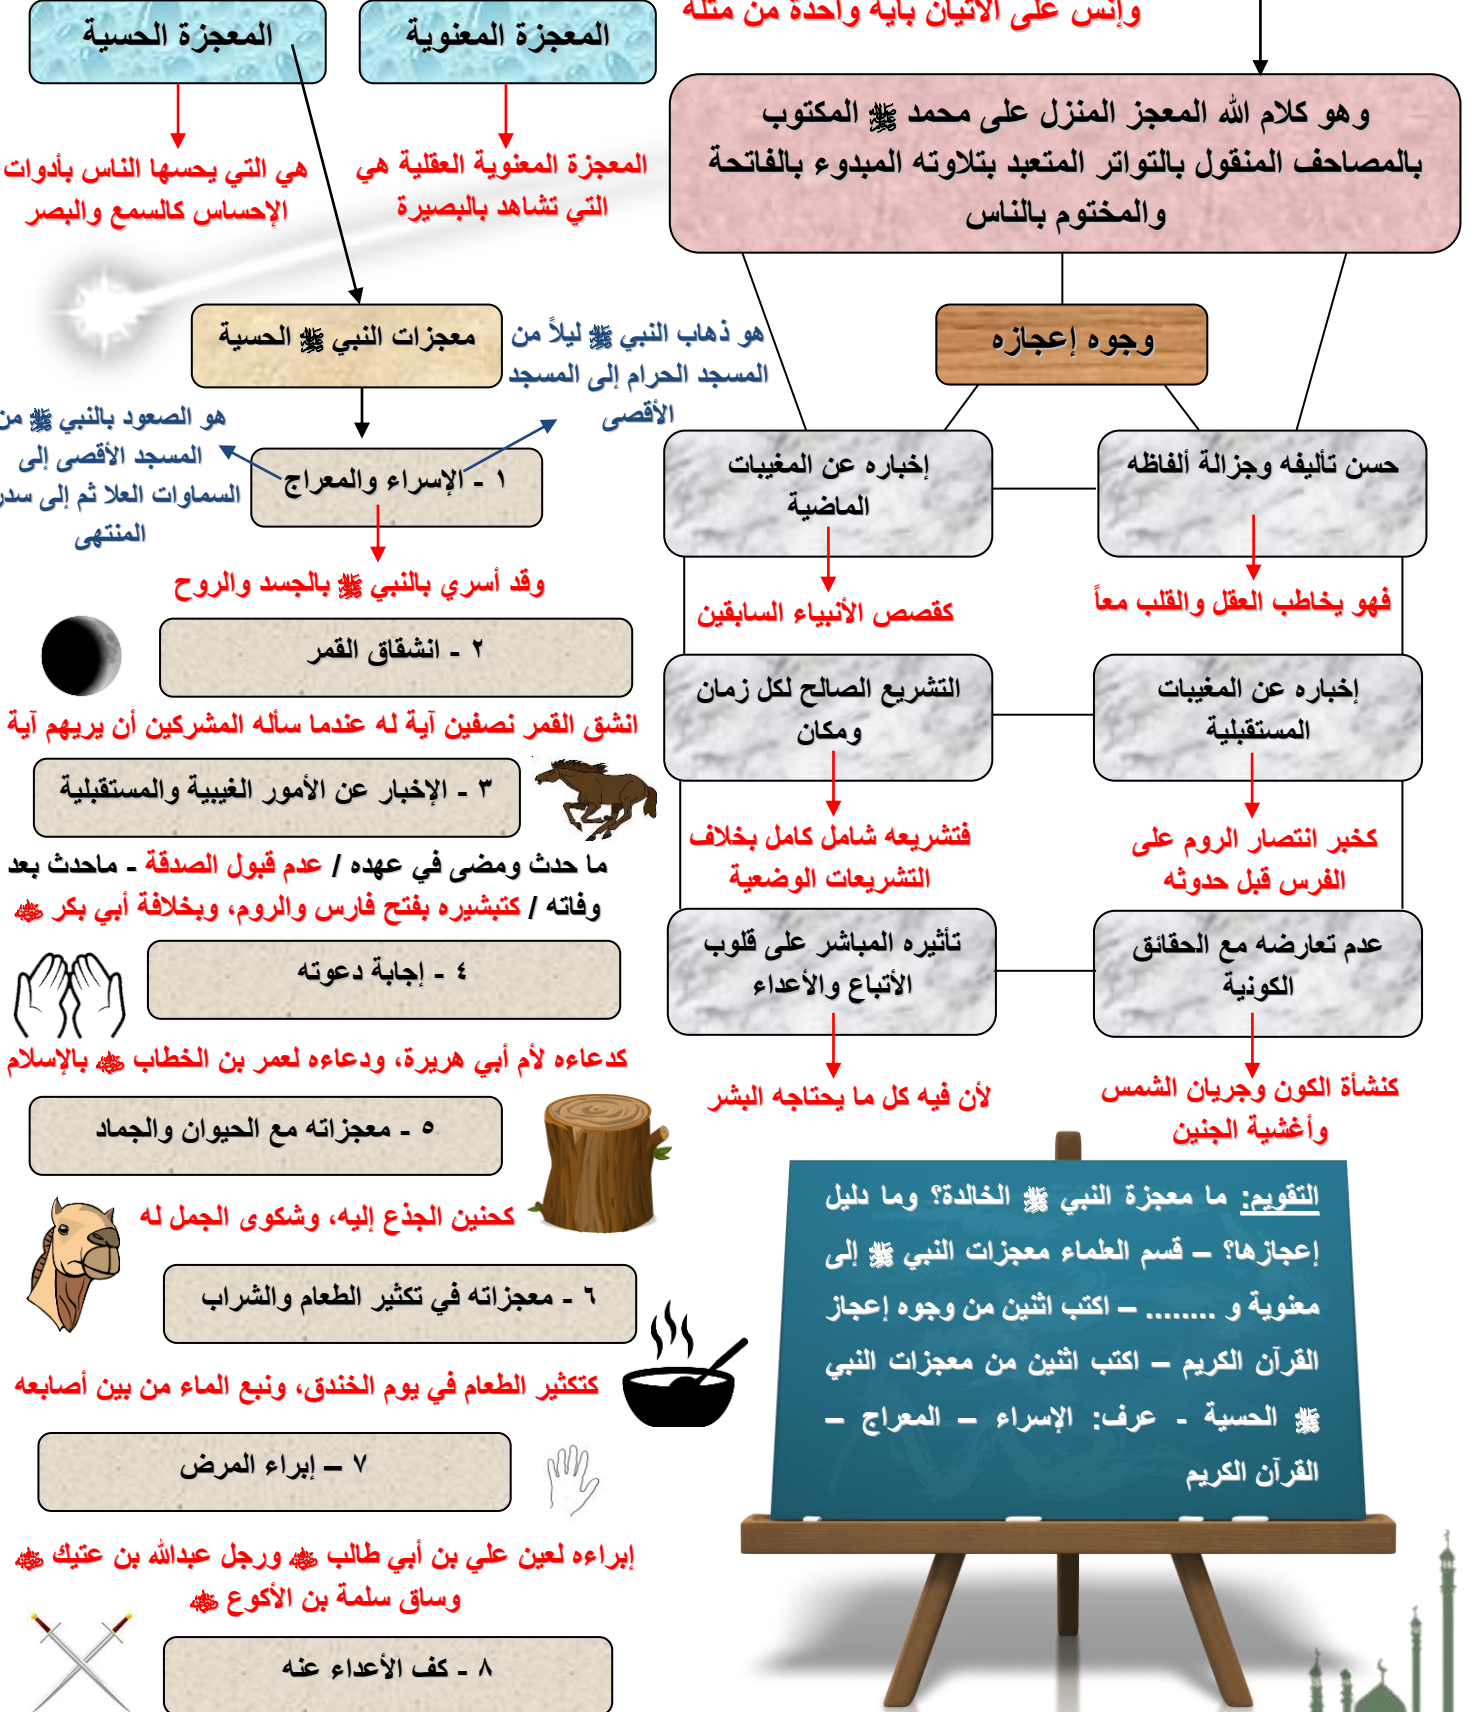 وإنس على الاتيان بآية واحدة من مثله
وهو كلام الله المعجز المنزل على محمد ﷺ المكتوب
بالمصاحف المنقول بالتواتر المتعبد بتلاوته المبدوء بالفاتحة
والمختوم بالناس
وجوه إعجازه
حسن تأليفه وجزالة ألفاظه
فهو يخاطب العقل والقلب معاً
إخباره عن المغيبات
الماضية
كقصص الأنبياء السابقين
إخباره عن المغيبات
المستقبلية
كخبر انتصار الروم على
الفرس قبل حدوثه
التشريع الصالح لكل زمان
ومكان
فتشريعه شامل كامل بخلاف
التشريعات الوضعية
عدم تعارضه مع الحقائق
الكونية
كنشأة الكون وجريان الشمس
وأغشية الجنين
تأثيره المباشر على قلوب
الأتباع والأعداء
لأن فيه كل ما يحتاجه البشر
التقويم: ما معجزة النبي ﷺ الخالدة؟ وما دليل
إعجازها؟ – قسم العلماء معجزات النبي ﷺ إلى
معنوية و ........ – اكتب اثنين من وجوه إعجاز
القرآن الكريم – اكتب اثنين من معجزات النبي
ﷺ الحسية - عرف: الإسراء – المعراج –
القرآن الكريم
المعجزة المعنوية
المعجزة المعنوية العقلية هي
التي تشاهد بالبصيرة
المعجزة الحسية
هي التي يحسها الناس بأدوات
الإحساس كالسمع والبصر
معجزات النبي ﷺ الحسية
هو ذهاب النبي ﷺ ليلاً من
المسجد الحرام إلى المسجد
الأقصى
١ - الإسراء والمعراج
هو الصعود بالنبي ﷺ من
المسجد الأقصى إلى
السماوات العلا ثم إلى
المنتهى
وقد أسري بالنبي ﷺ بالجسد والروح
٢ - انشقاق القمر
انشق القمر نصفين آية له عندما سأله المشركين أن يريهم آية
٣ - الإخبار عن الأمور الغيبية والمستقبلية
ما حدث ومضى في عهده / عدم قبول الصدقة - ماحدث بعد
وفاته / كتبشيره بفتح فارس والروم، وبخلافة أبي بكر ﵁
٤ - إجابة دعوته
كدعاءه لأم أبي هريرة، ودعاءه لعمر بن الخطاب ﵁ بالإسلام
٥ - معجزاته مع الحيوان والجماد
كحنين الجذع إليه، وشكوى الجمل له
٦ - معجزاته في تكثير الطعام والشراب
كتكثير الطعام في يوم الخندق، ونبع الماء من بين أصابعه
٧ – إبراء المرض
إبراءه لعين علي بن أبي طالب ﵁ ورجل عبدالله بن عتيك ﵁
وساق سلمة بن الأكوع ﵁
٨ - كف الأعداء عنه